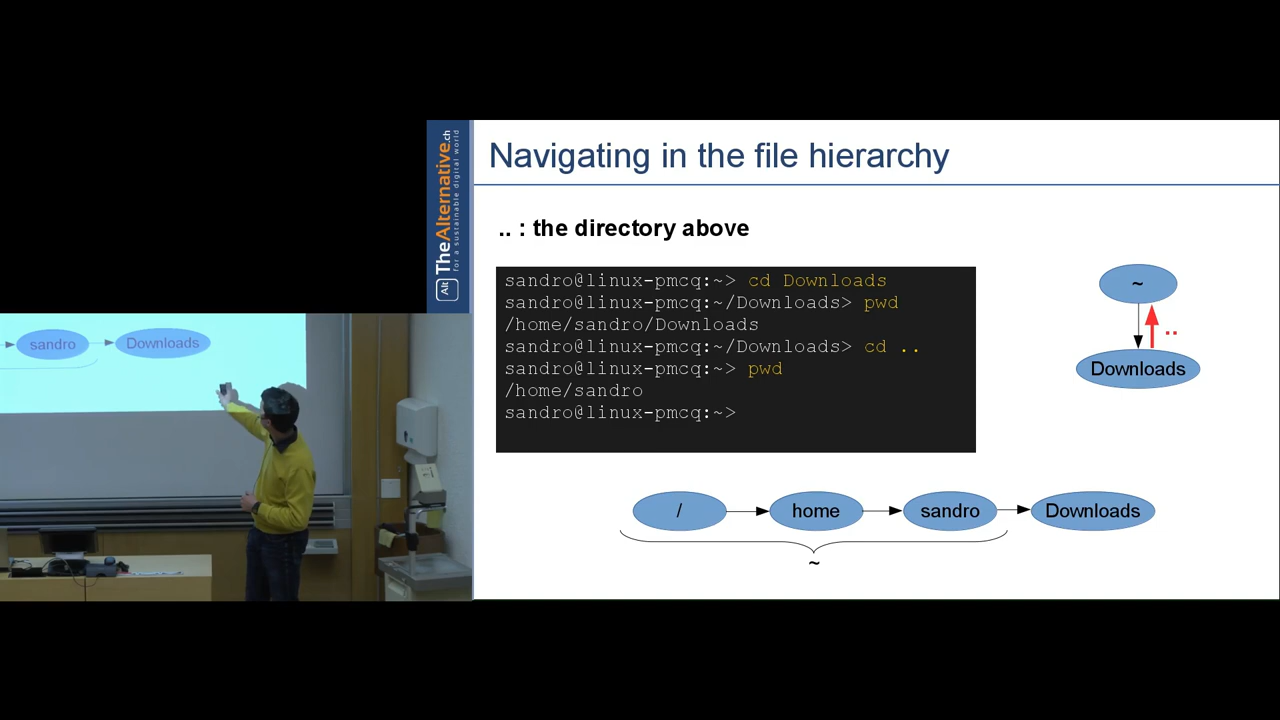 Navigating in the file hierarchy
.. : the directory above
sandro@linux-pmcq:~> cd Downloads
sandro@linux-pmcq:~/Downloads> pwd
/home/sandro/Downloads
sandro@linux-pmcq:~/Downloads> cd ..
sandro@linux-pmcq:~> pwd
/home/sandro
sandro@linux-pmcq:~>
~
..
Downloads
/
home
sandro
Downloads
~
Alt
TheAlternative.ch
for a sustainable digital world
sandro
Downloads